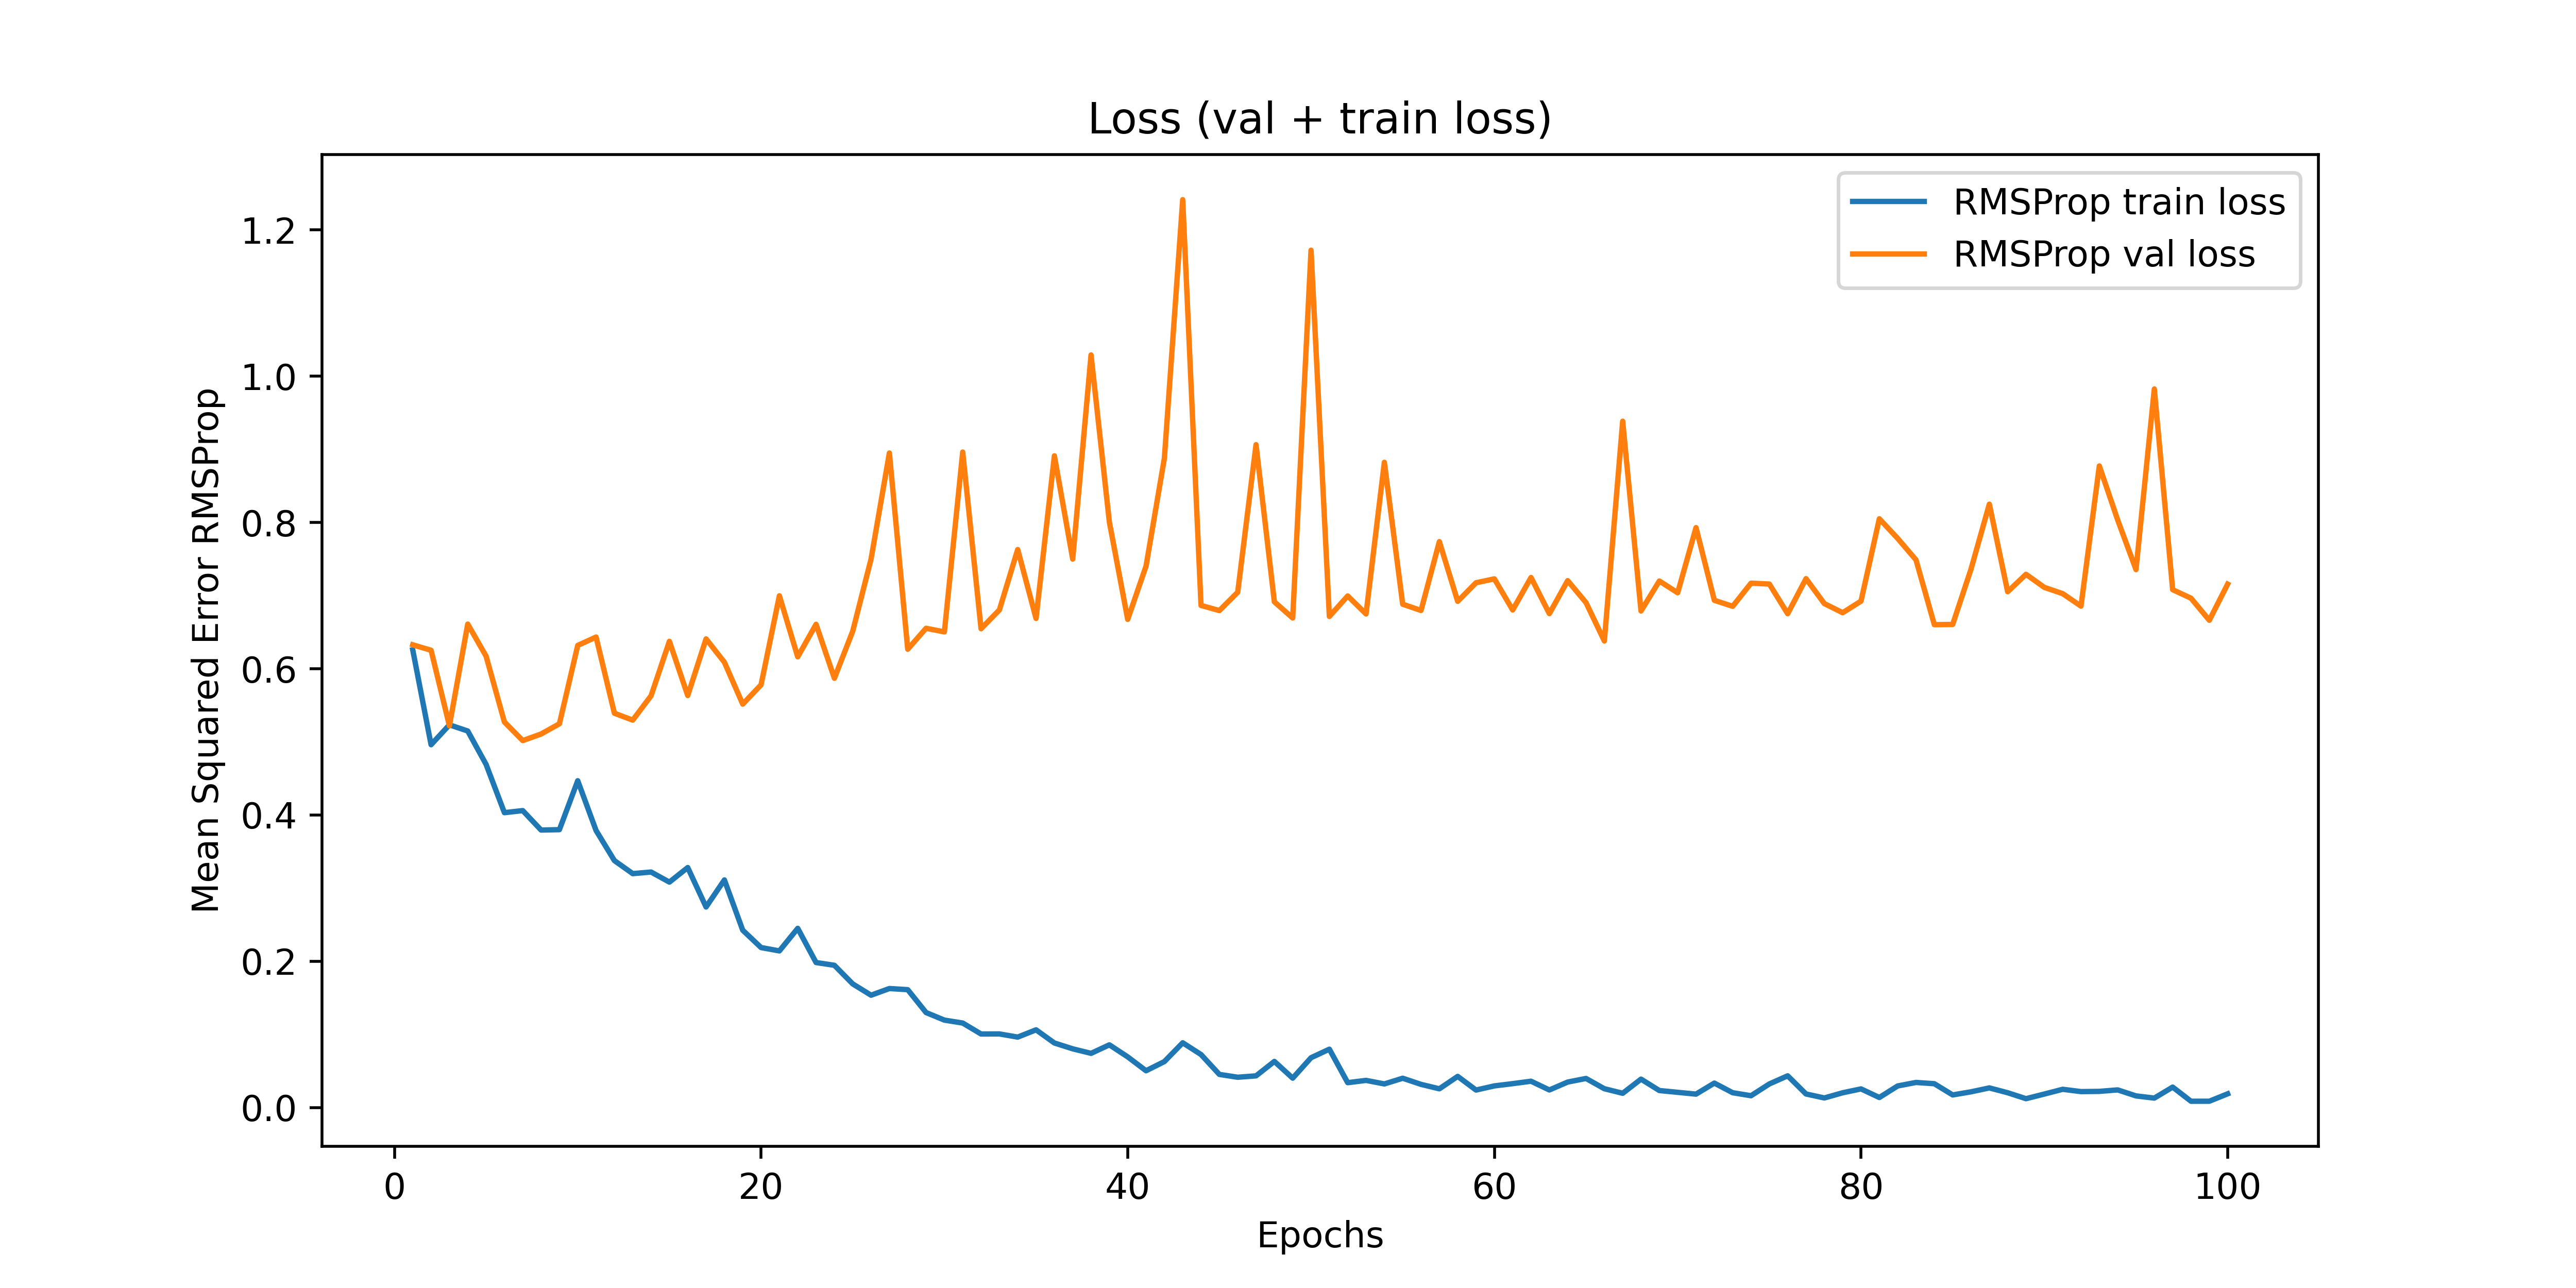 Loss (val + train loss)
RMSProp train loss
RMSProp val loss
Mean Squared Error RMSProp
1.2
1.0
0.8
0.6
0.4
0.2
0.0
0 20 40 60 80 100
Epochs